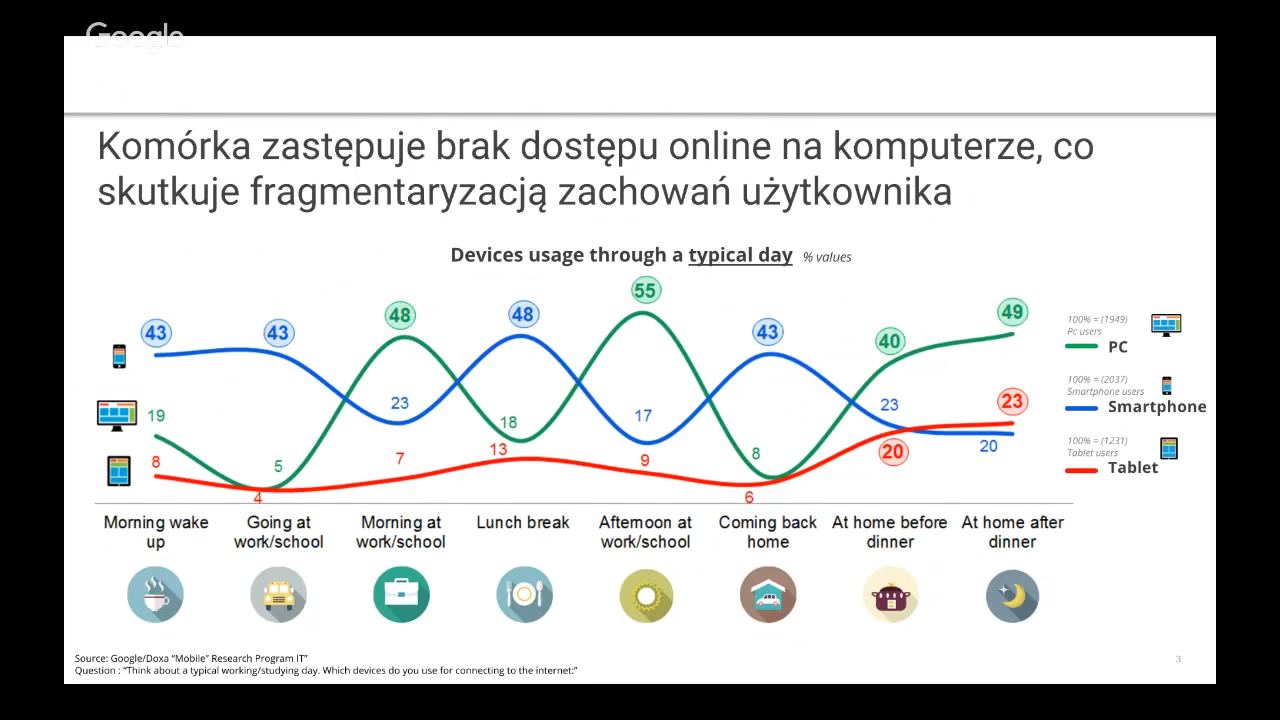 Google
Komórka zastępuje brak dostępu online na komputerze, co
skutkuje fragmentaryzacją zachowań użytkownika
Devices usage through a typical day % values
43
43
48
48
55
43
40
49
19
5
23
18
17
8
23
23
8
4
7
13
9
6
20
20
100% = (1949)
Pc users
PC
100% = (2037)
Smartphone users
Smartphone
100% = (1231)
Tablet users
Tablet
Morning wake
up
Going at
work/school
Morning at
work/school
Lunch break
Afternoon at
work/school
Coming back
home
At home before
dinner
At home after
dinner
Source: Google/Doxa “Mobile” Research Program IT”
Question : “Think about a typical working/studying day. Which devices do you use for connecting to the internet:”
3